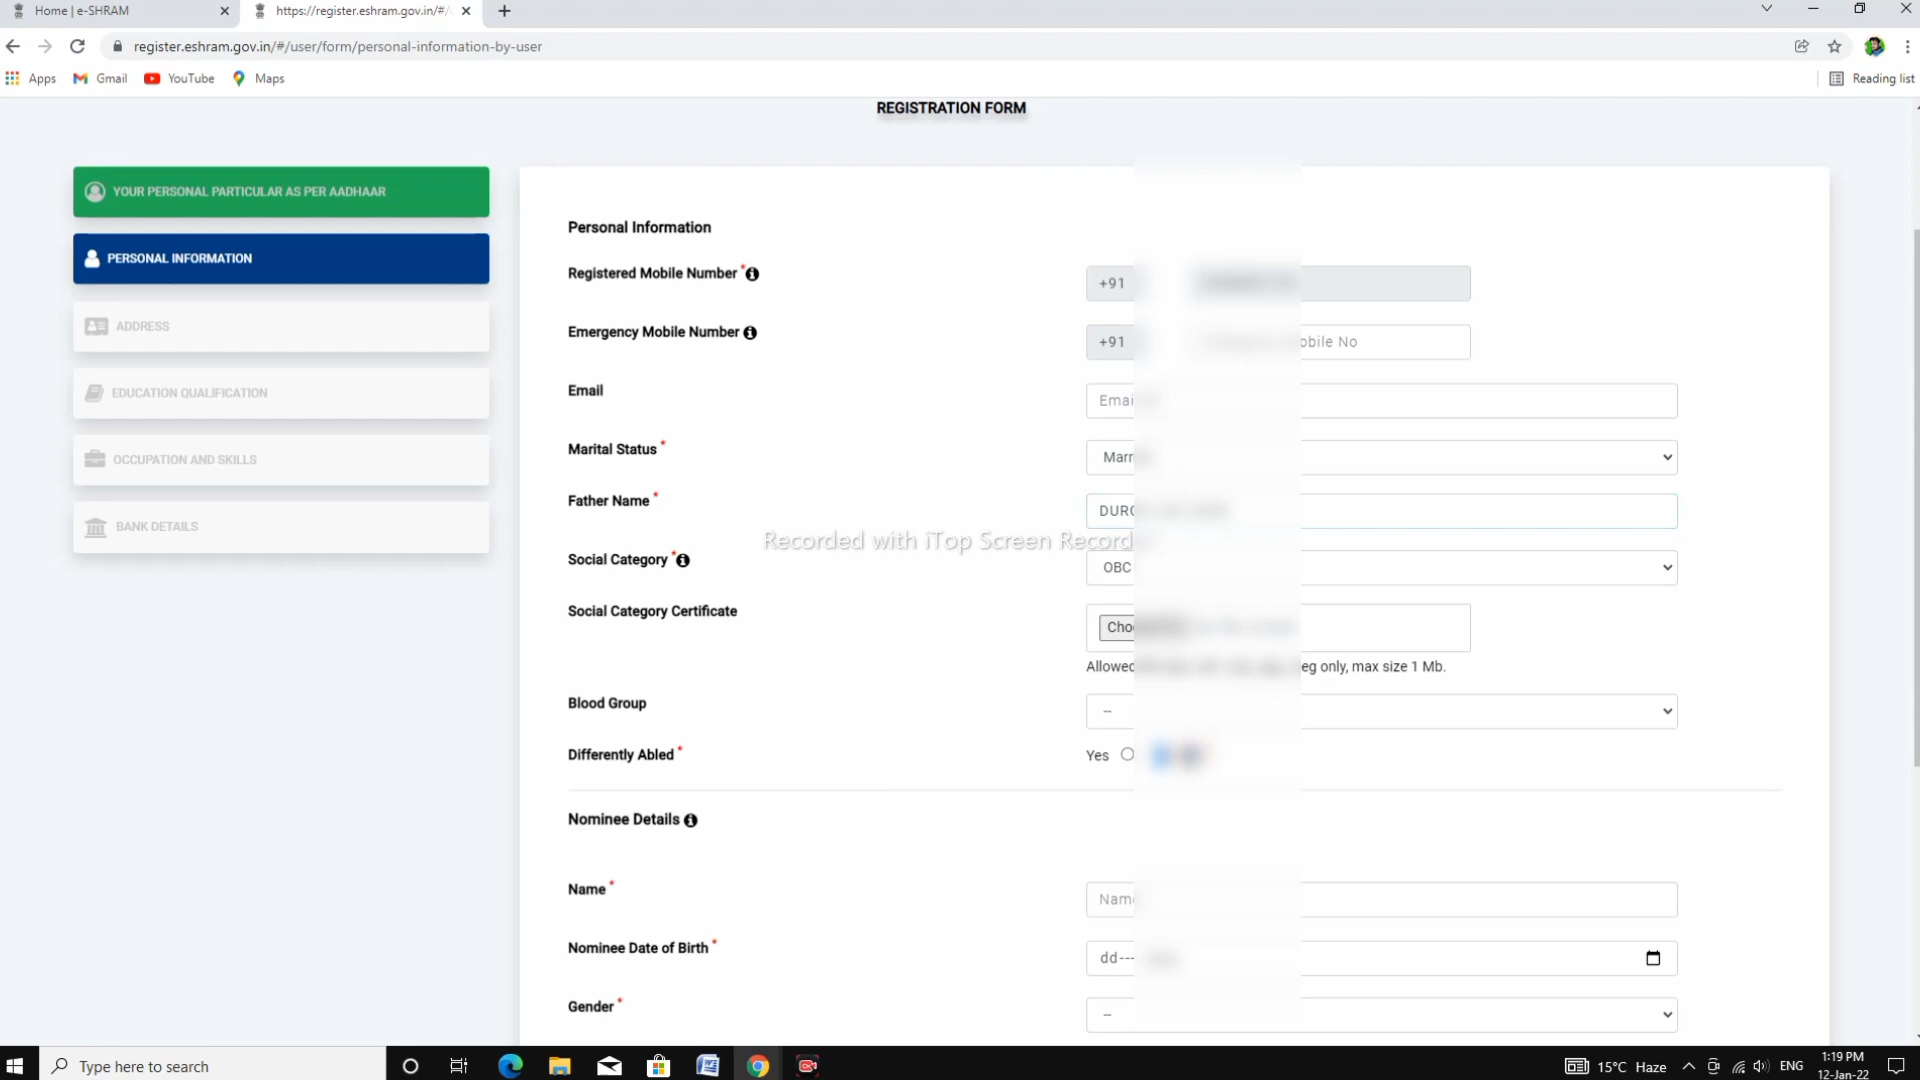 Home | e-SHRAM
https://register.eshram.gov.in/#/
register.eshram.gov.in/#/user/form/personal-information-by-user
Apps Gmail YouTube Maps Reading list
REGISTRATION FORM
YOUR PERSONAL PARTICULAR AS PER AADHAAR
PERSONAL INFORMATION
ADDRESS
EDUCATION QUALIFICATION
OCCUPATION AND SKILLS
BANK DETAILS
Personal Information
Registered Mobile Number * +91
Emergency Mobile Number +91 obile No
Email Emai
Marital Status * Marr
Father Name * DUR
Recorded with iTop Screen Record
Social Category * OBC
Social Category Certificate Cho
Allowed eg only, max size 1 Mb.
Blood Group --
Differently Abled * Yes
Nominee Details
Name * Name
Nominee Date of Birth * dd---
Gender * --
Type here to search
15°C Haze ENG 1:19 PM
12-Jan-22